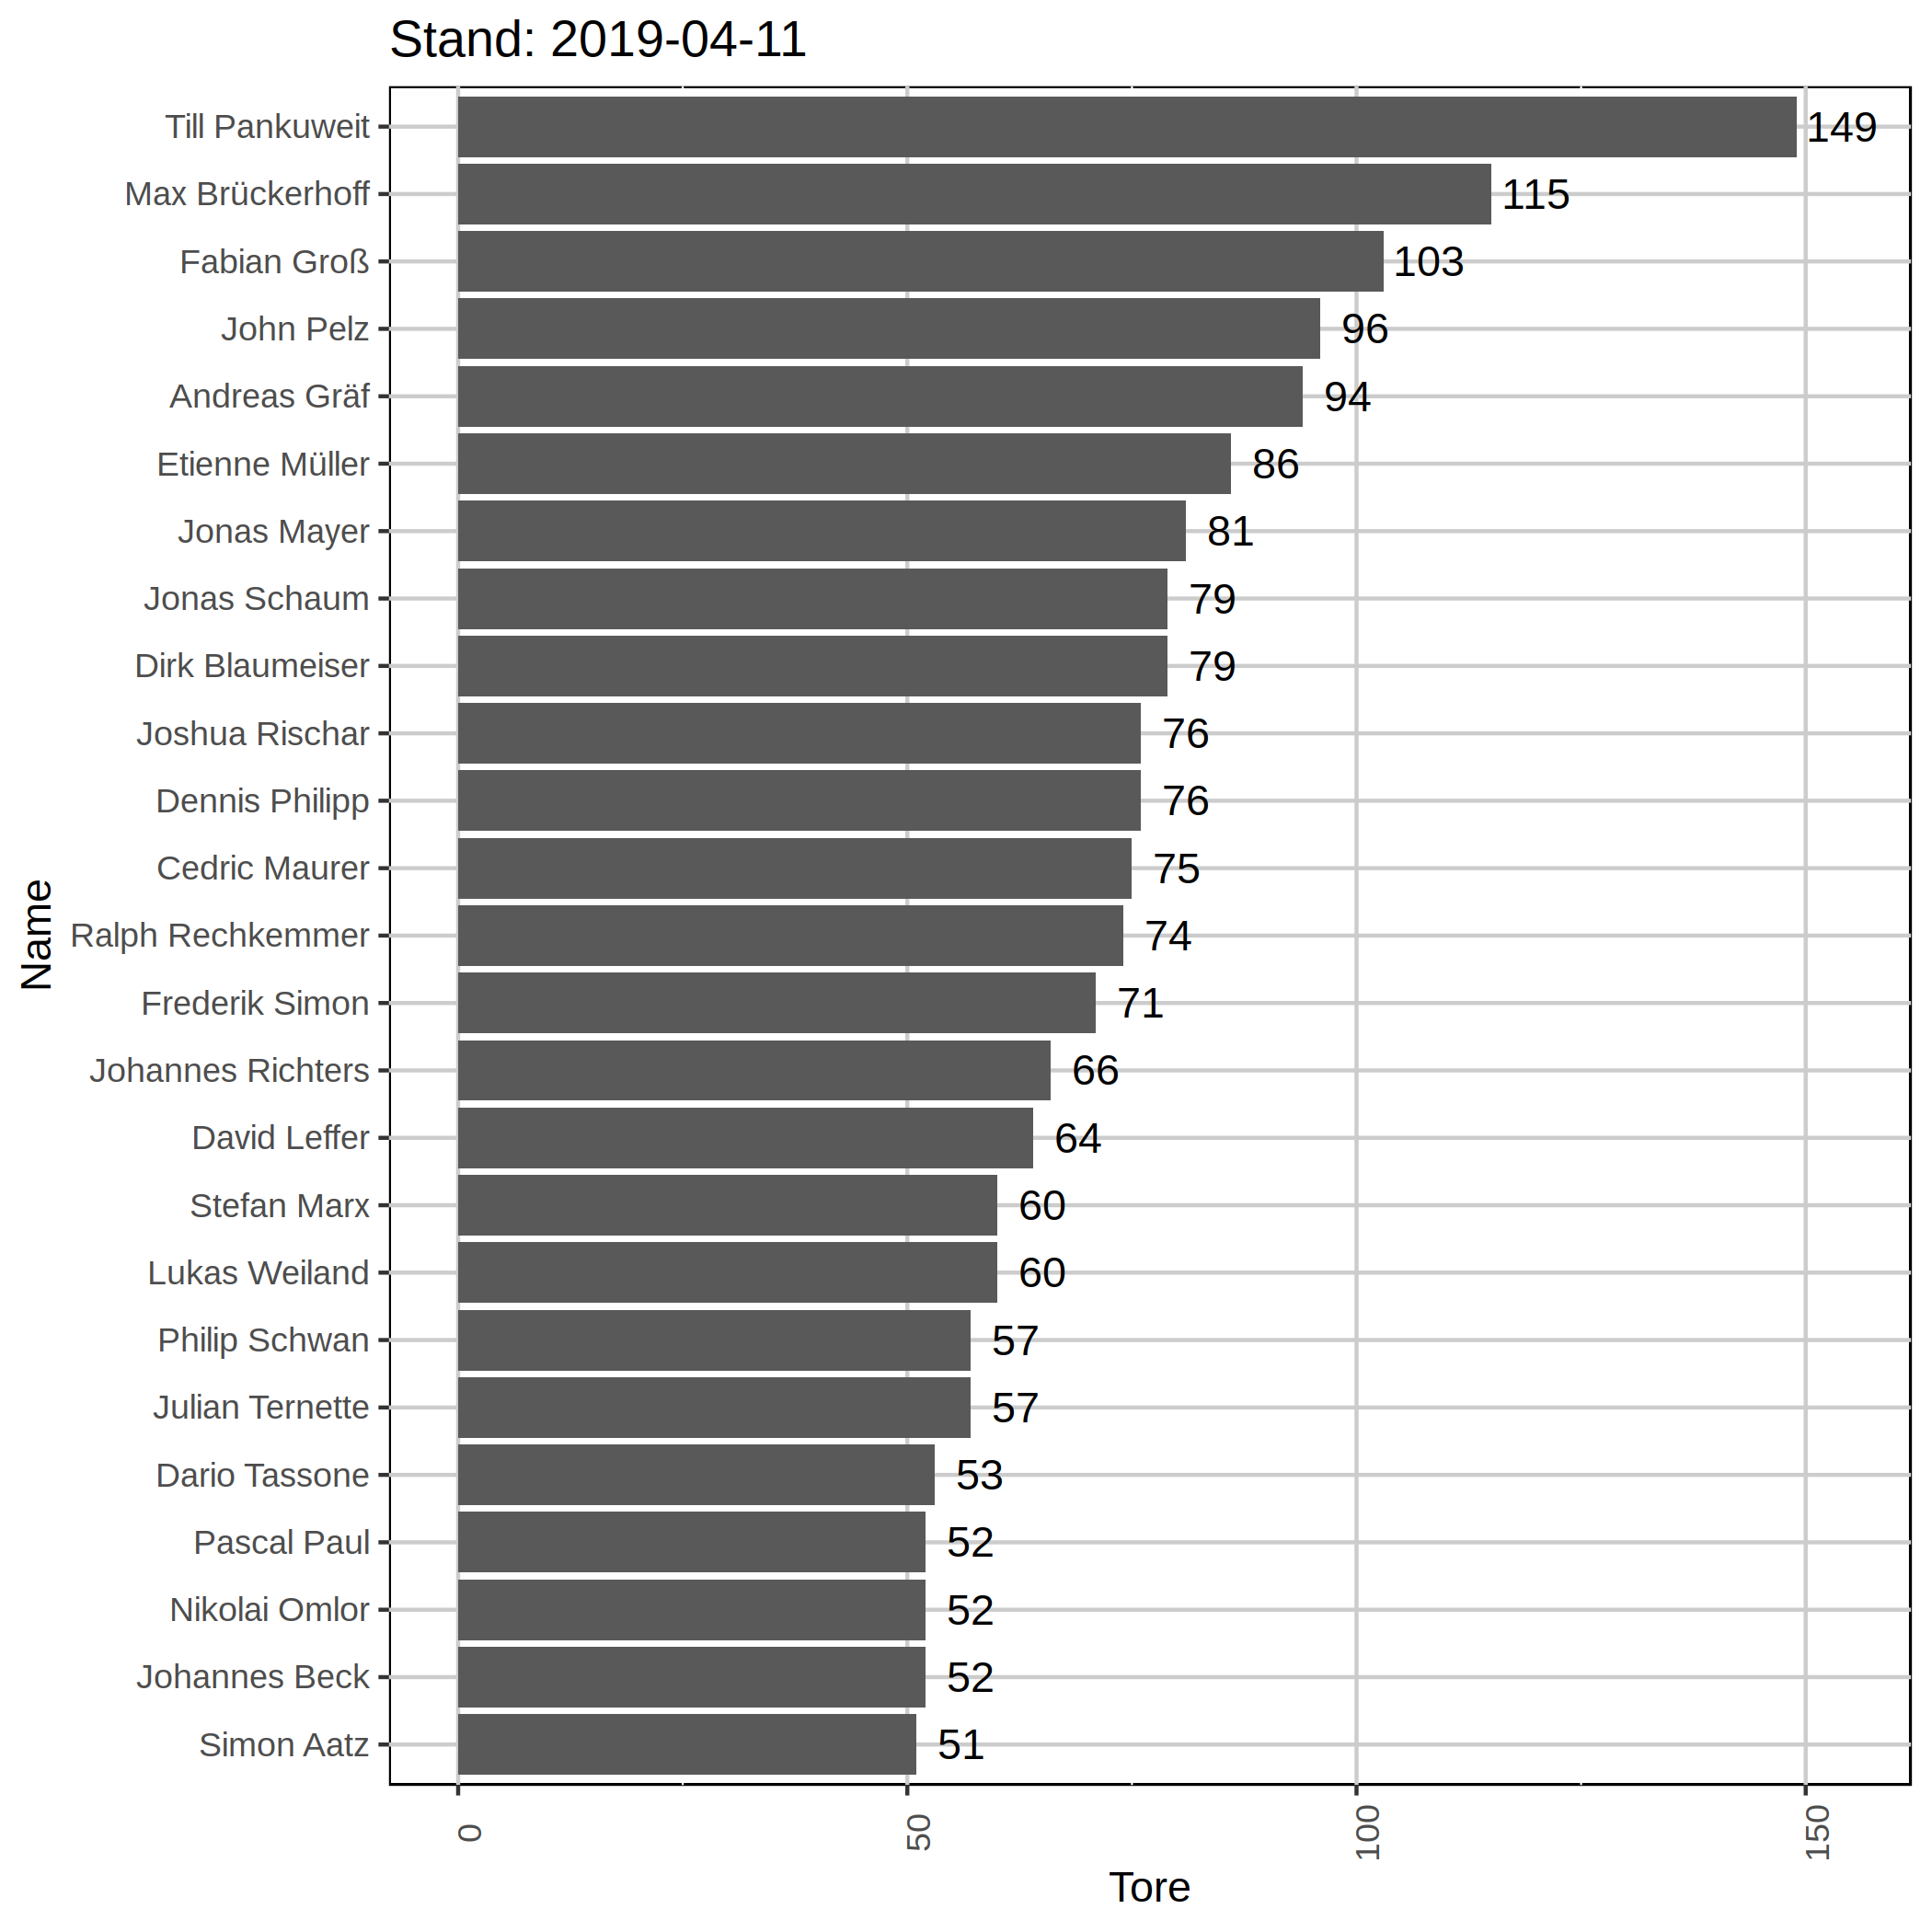 Stand: 2019-04-11
Till Pankuweit 149
Max Brückerhoff 115
Fabian Groß 103
John Pelz 96
Andreas Gräf 94
Etienne Müller 86
Jonas Mayer 81
Jonas Schaum 79
Dirk Blaumeiser 79
Joshua Rischar 76
Dennis Philipp 76
Cedric Maurer 75
Ralph Rechkemmer 74
Frederik Simon 71
Johannes Richters 66
David Leffer 64
Stefan Marx 60
Lukas Weiland 60
Philip Schwan 57
Julian Ternette 57
Dario Tassone 53
Pascal Paul 52
Nikolai Omlor 52
Johannes Beck 52
Simon Aatz 51
Name
0 50 100 150
Tore